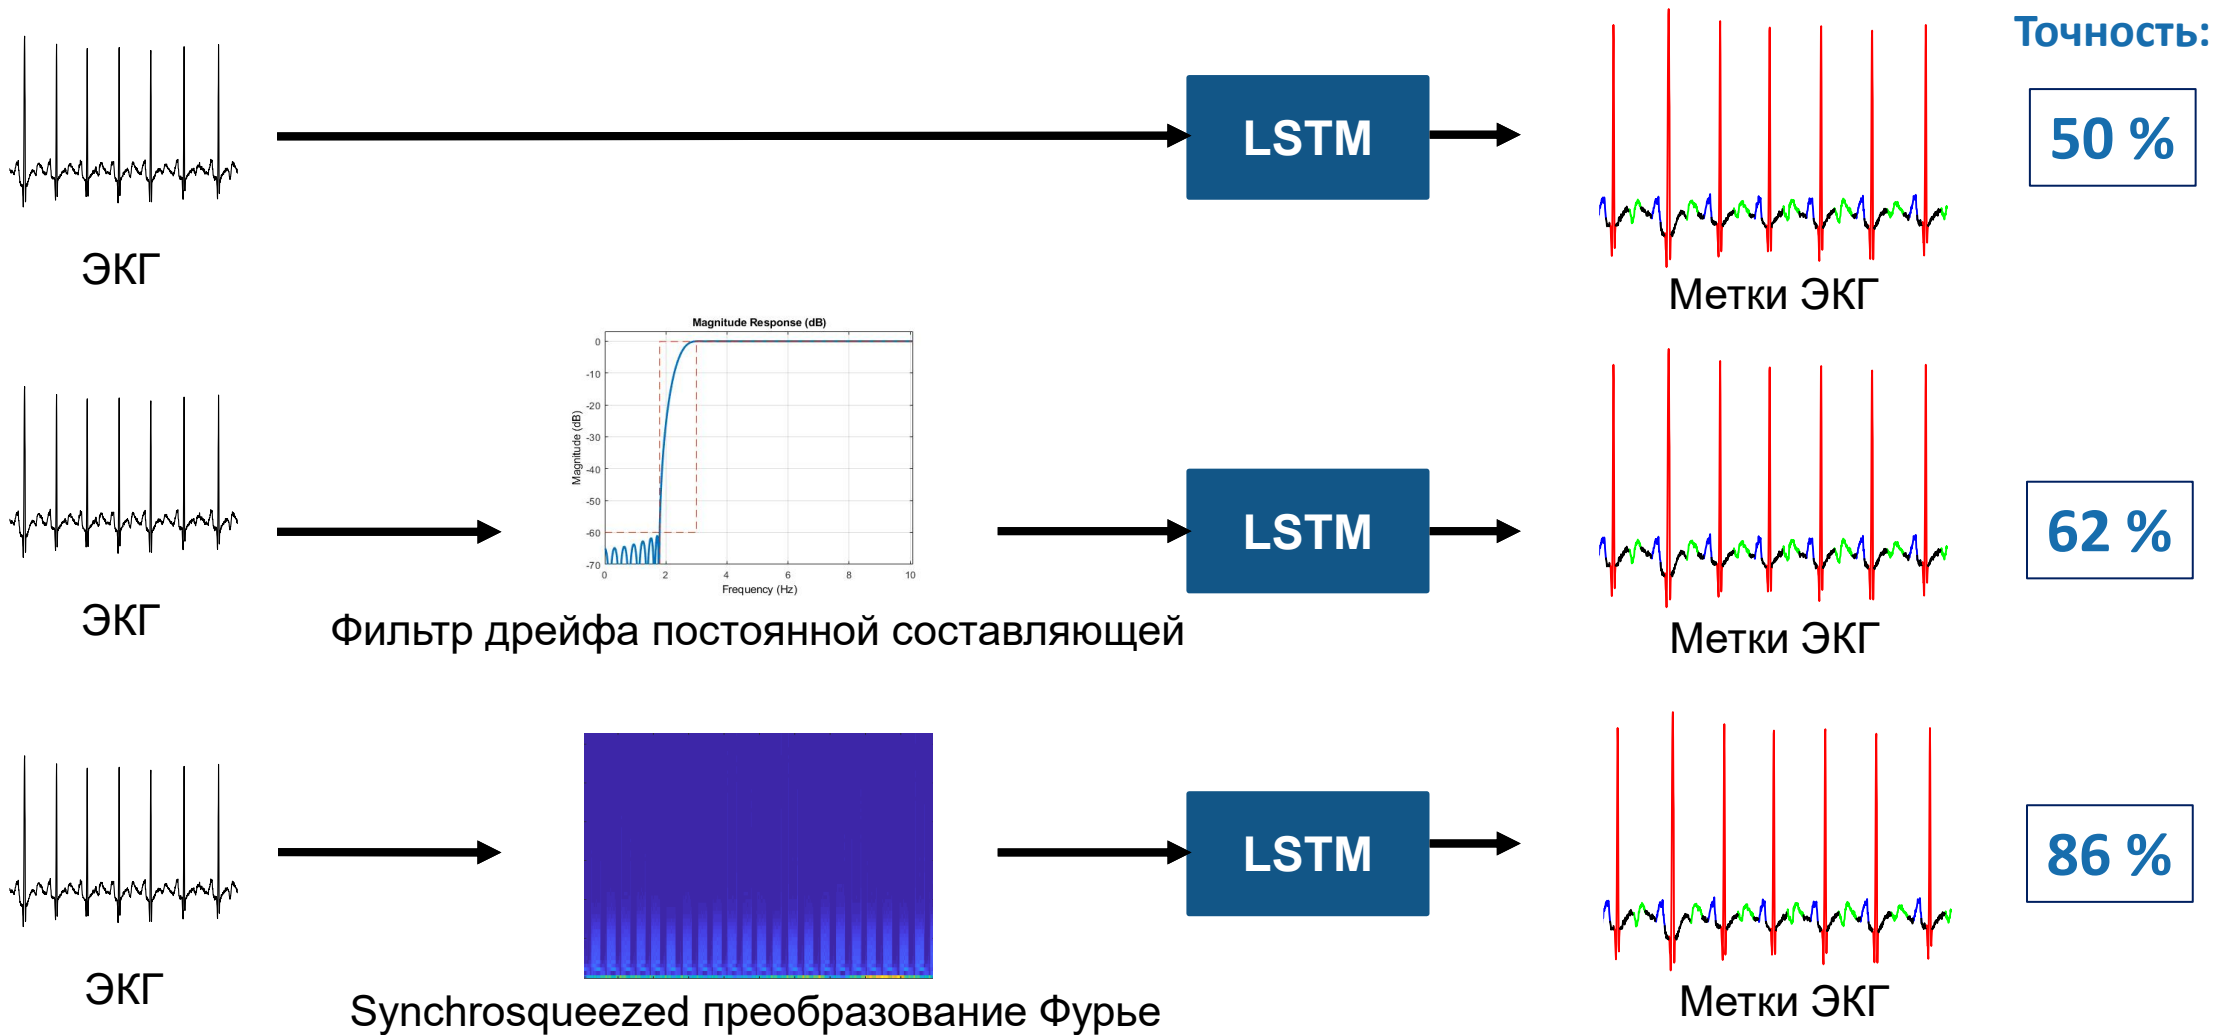 Точность:
LSTM
50 %
ЭКГ
Метки ЭКГ
Magnitude Response (dB)
0
-10
-20
-30
-40
-50
-60
-70
Magnitude (dB)
0 2 4 6 8 10
Frequency (Hz)
LSTM
62 %
ЭКГ
Фильтр дрейфа постоянной составляющей
Метки ЭКГ
LSTM
86 %
ЭКГ
Synchrosqueezed преобразование Фурье
Метки ЭКГ